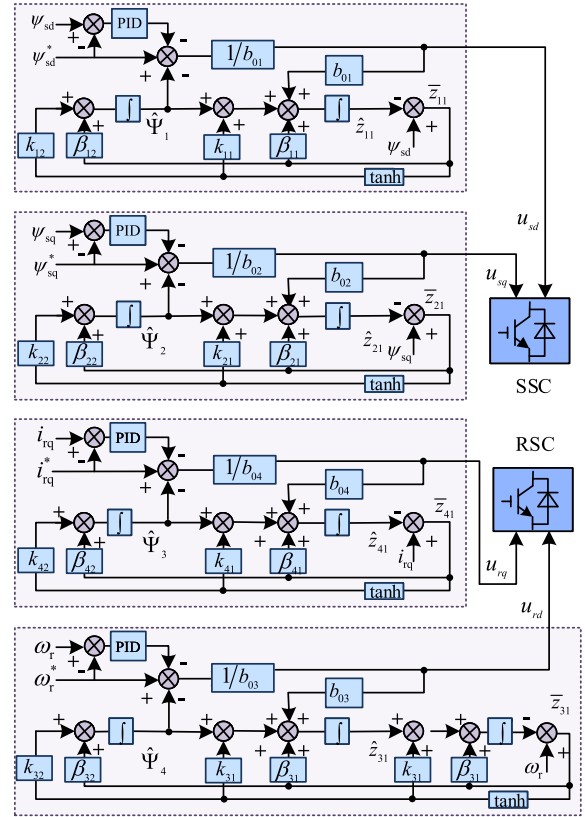 ψsd PID
ψ*sd
1/b01
b01
∫ Ψ̂1 ∫ ẑ11 z̄11
k12 β12 k11 β11 ψsd
tanh
usd
ψsq PID
ψ*sq
1/b02
b02
usq
∫ Ψ̂2 ∫ ẑ21 z̄21
k22 β22 k21 β21 ψsq
tanh
SSC
irq PID
i*rq
1/b04
b04
RSC
∫ Ψ̂3 ∫ ẑ41 z̄41
k42 β42 k41 β41 irq
tanh
urq
urd
ωr PID
ω*r
1/b03
b03
∫ Ψ̂4 ∫ ẑ31 ∫ z̄31
k32 β32 k31 β31 k31 β31 ωr
tanh